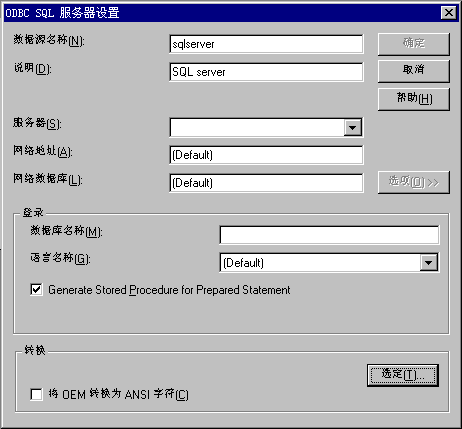 ODBC SQL 服务器设置
数据源名称(N): sqlserver 确定
说明(D): SQL server 取消
帮助(H)
服务器(S):
网络地址(A): (Default)
网络数据库(L): (Default) 选项(O)>>
登录
数据库名称(M):
语言名称(G): (Default)
Generate Stored Procedure for Prepared Statement
转换
选定(T)...
将 OEM 转换为 ANSI 字符(C)